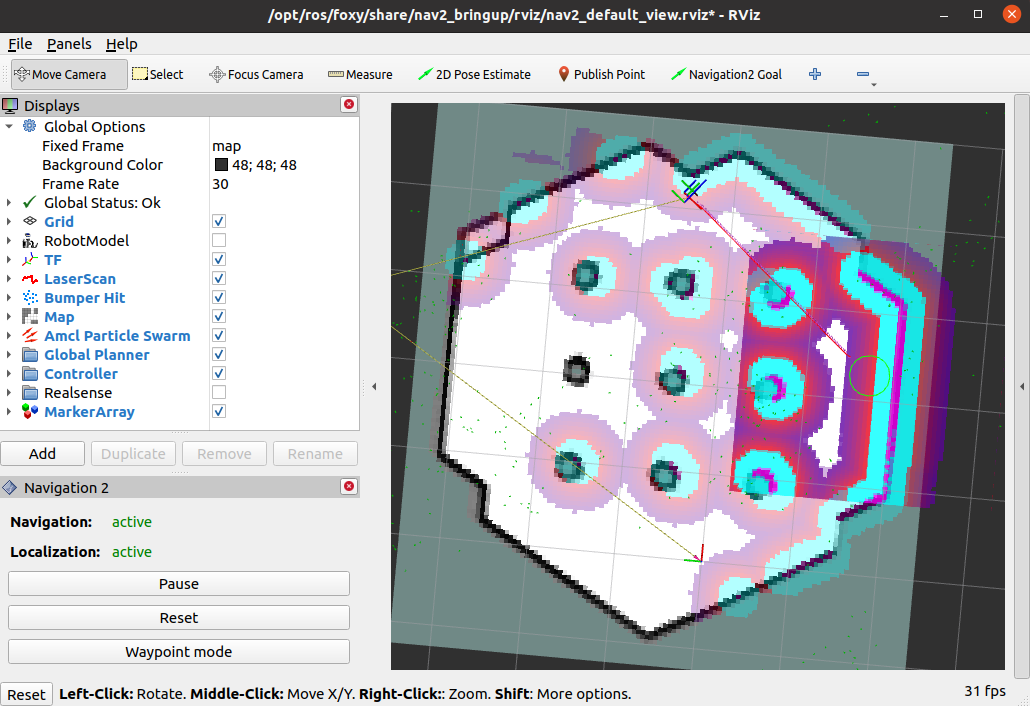 /opt/ros/foxy/share/nav2_bringup/rviz/nav2_default_view.rviz* - RViz
File Panels Help
Move Camera Select Focus Camera Measure 2D Pose Estimate Publish Point Navigation2 Goal
Displays
Global Options
Fixed Frame map
Background Color 48; 48; 48
Frame Rate 30
Global Status: Ok
Grid
RobotModel
TF
LaserScan
Bumper Hit
Map
Amcl Particle Swarm
Global Planner
Controller
Realsense
MarkerArray
Add Duplicate Remove Rename
Navigation 2
Navigation: active
Localization: active
Pause
Reset
Waypoint mode
Reset Left-Click: Rotate. Middle-Click: Move X/Y. Right-Click:: Zoom. Shift: More options. 31 fps